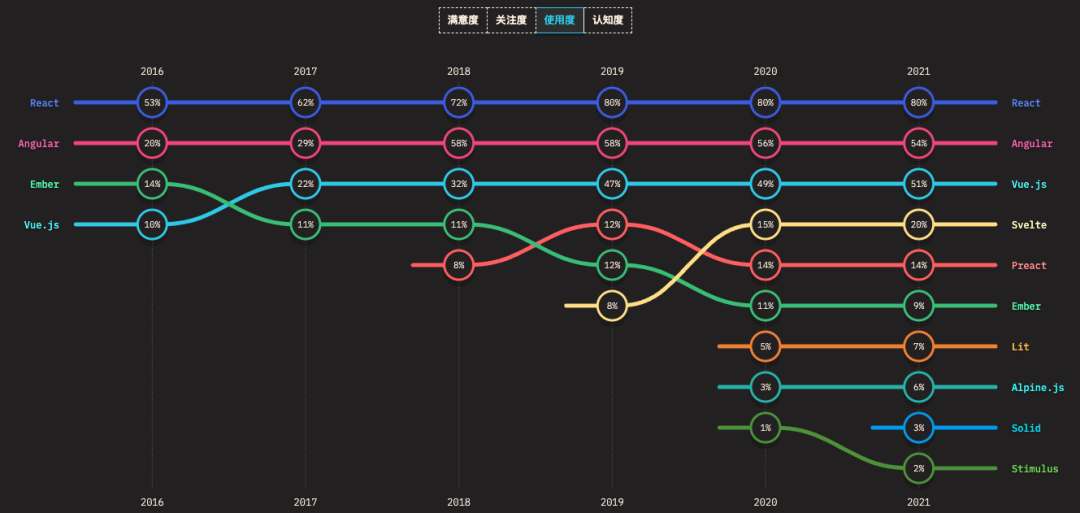 满意度 关注度 使用度 认知度
2016 2017 2018 2019 2020 2021
React 53% 62% 72% 80% 80% 80% React
Angular 20% 29% 58% 58% 56% 54% Angular
Ember 14% 22% 32% 47% 49% 51% Vue.js
Vue.js 10% 11% 11% 12% 15% 20% Svelte
8% 12% 14% 14% Preact
8% 11% 9% Ember
5% 7% Lit
3% 6% Alpine.js
1% 3% Solid
2% Stimulus
2016 2017 2018 2019 2020 2021